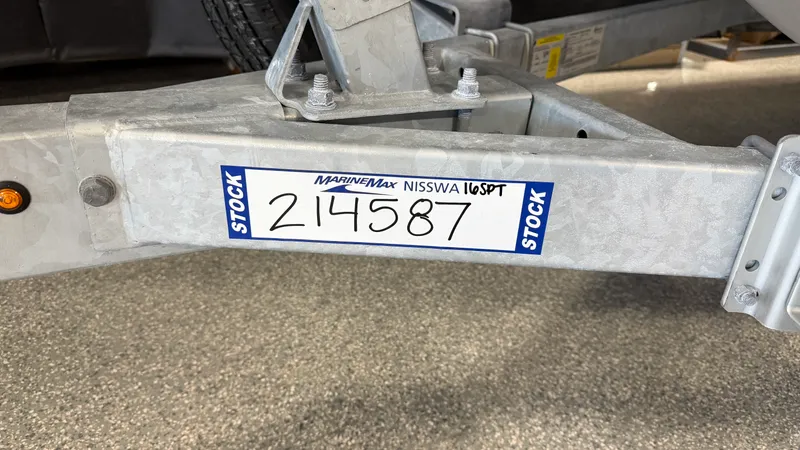 STOCK
MARINEMAX NISSWA 16SPT
214587
STOCK